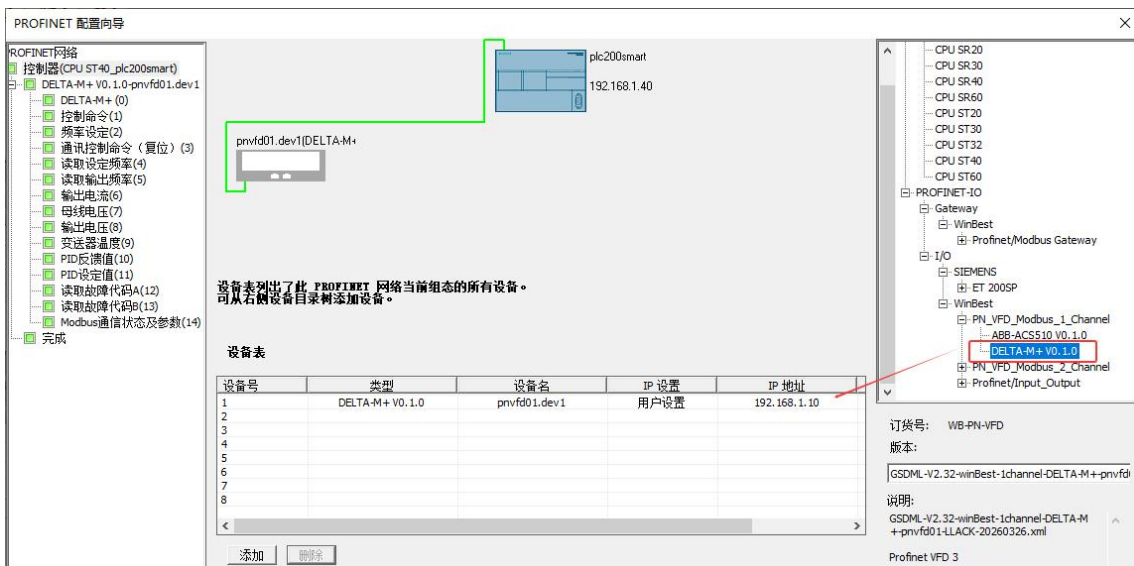 PROFINET 配置向导
ROFINET网络
控制器(CPU ST40_plc200smart)
DELTA-M+ V0.1.0-pnvfd01.dev1
DELTA-M+ (0)
控制命令(1)
频率设定(2)
通讯控制命令（复位）(3)
读取设定频率(4)
读取输出频率(5)
输出电流(6)
母线电压(7)
输出电压(8)
变送器温度(9)
PID反馈值(10)
PID设定值(11)
读取故障代码A(12)
读取故障代码B(13)
Modbus通信状态及参数(14)
完成
plc200smart
192.168.1.40
pnvfd01.dev1(DELTA-M+
设备表列出了此 PROFINET 网络当前组态的所有设备。
可从右侧设备目录树添加设备。
设备表
设备号 类型 设备名 IP 设置 IP 地址
1 DELTA-M+ V0.1.0 pnvfd01.dev1 用户设置 192.168.1.10
2
3
4
5
6
7
8
添加 删除
CPU SR20
CPU SR30
CPU SR40
CPU SR60
CPU ST20
CPU ST30
CPU ST32
CPU ST40
CPU ST60
PROFINET-IO
Gateway
WinBest
Profinet/Modbus Gateway
I/O
SIEMENS
ET 200SP
WinBest
PN_VFD_Modbus_1_Channel
ABB-ACS510 V0.1.0
DELTA-M+ V0.1.0
PN_VFD_Modbus_2_Channel
Profinet/Input_Output
订货号: WB-PN-VFD
版本:
GSDML-V2.32-winBest-1channel-DELTA-M+-pnvfd
说明:
GSDML-V2.32-winBest-1channel-DELTA-M
+-pnvfd01-LLACK-20260326.xml
Profinet VFD 3